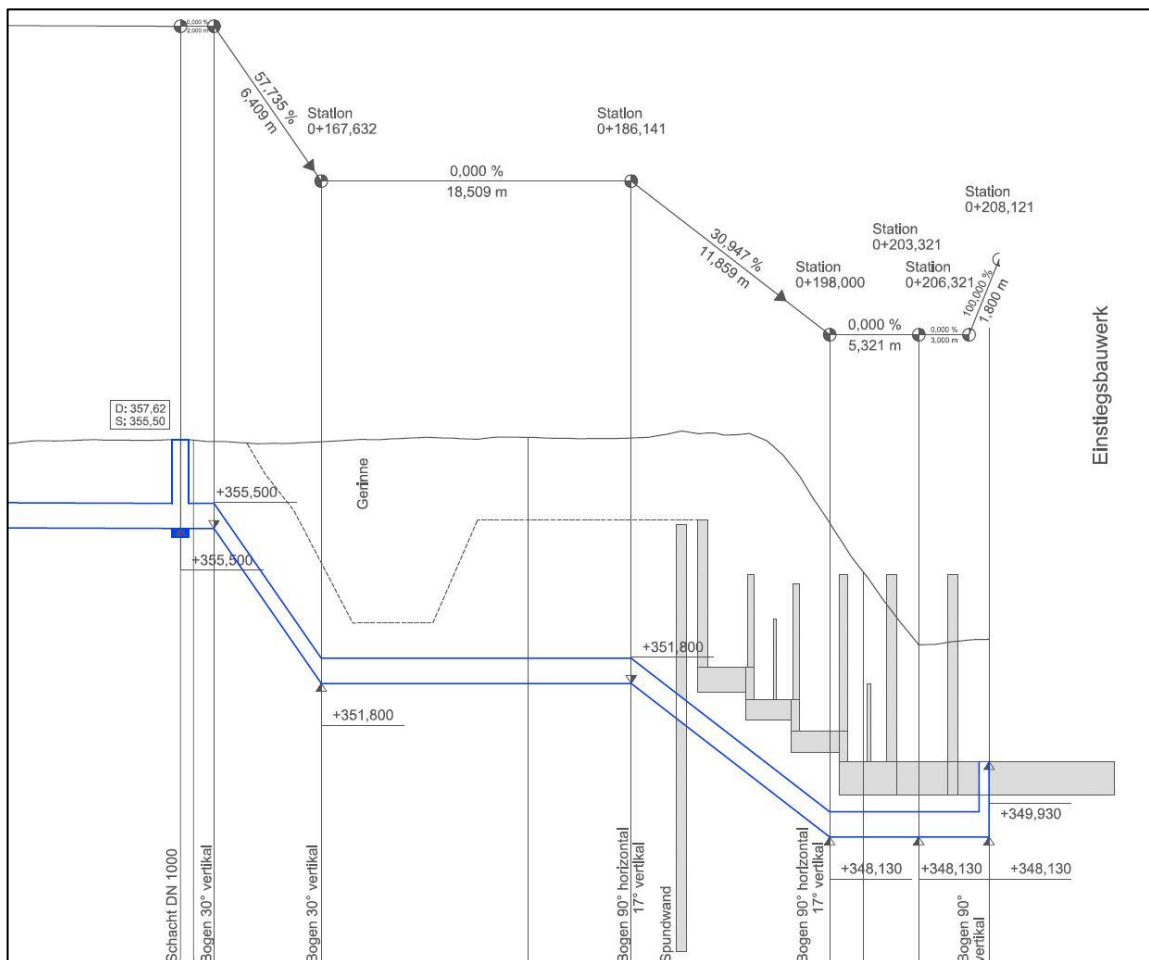 0,000 %
2,000 m
57,735 %
6,409 m
Station
0+167,632
0,000 %
18,509 m
Station
0+186,141
30,947 %
11,859 m
Station
0+198,000
0,000 %
5,321 m
Station
0+203,321
Station
0+206,321
0,000 %
3,000 m
Station
0+208,121
100,000 %
1,800 m
Einstiegsbauwerk
D: 357,62
S: 355,50
Gerinne
+355,500
+355,500
+351,800
+351,800
+349,930
+348,130
+348,130
+348,130
Schacht DN 1000
Bogen 30° vertikal
Bogen 30° vertikal
Bogen 90° horizontal
17° vertikal
Spundwand
Bogen 90° horizontal
17° vertikal
Bogen 90°
vertikal